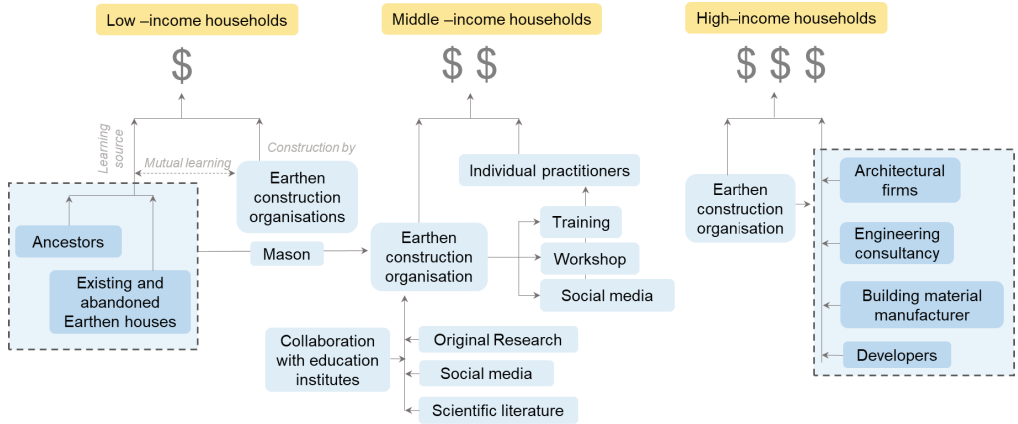 Low –income households
Middle –income households
High–income households
$
$ $
$ $ $
Learning
source
Mutual learning
Construction by
Earthen
construction
organisations
Ancestors
Existing and
abandoned
Earthen houses
Mason
Individual practitioners
Earthen
construction
organisation
Training
Workshop
Social media
Collaboration
with education
institutes
Original Research
Social media
Scientific literature
Earthen
construction
organisation
Architectural
firms
Engineering
consultancy
Building material
manufacturer
Developers